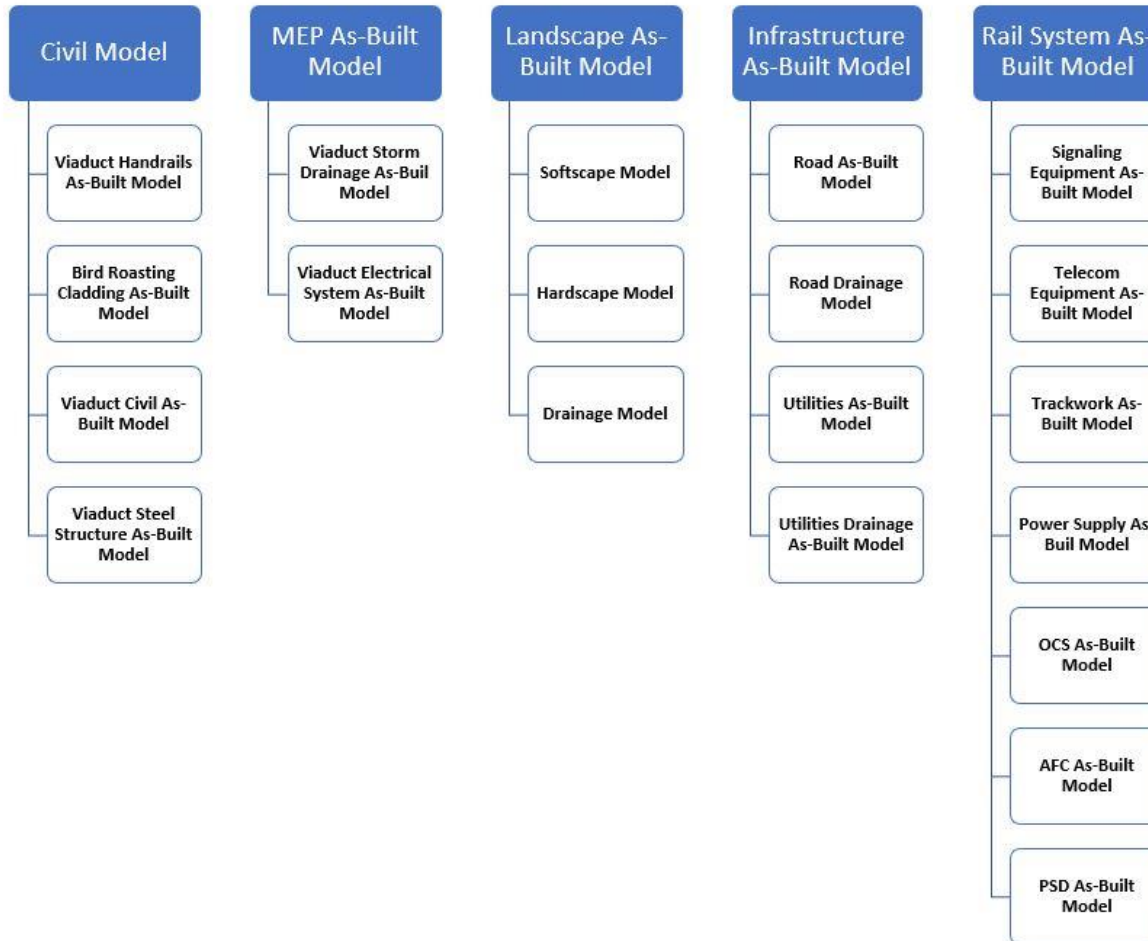 Civil Model
Viaduct Handrails
As-Built Model
Bird Roasting
Cladding As-Built
Model
Viaduct Civil As-
Built Model
Viaduct Steel
Structure As-Built
Model
MEP As-Built
Model
Viaduct Storm
Drainage As-Buil
Model
Viaduct Electrical
System As-Built
Model
Landscape As-
Built Model
Softscape Model
Hardscape Model
Drainage Model
Infrastructure
As-Built Model
Road As-Built
Model
Road Drainage
Model
Utilities As-Built
Model
Utilities Drainage
As-Built Model
Rail System As-
Built Model
Signaling
Equipment As-
Built Model
Telecom
Equipment As-
Built Model
Trackwork As-
Built Model
Power Supply As
Buil Model
OCS As-Built
Model
AFC As-Built
Model
PSD As-Built
Model